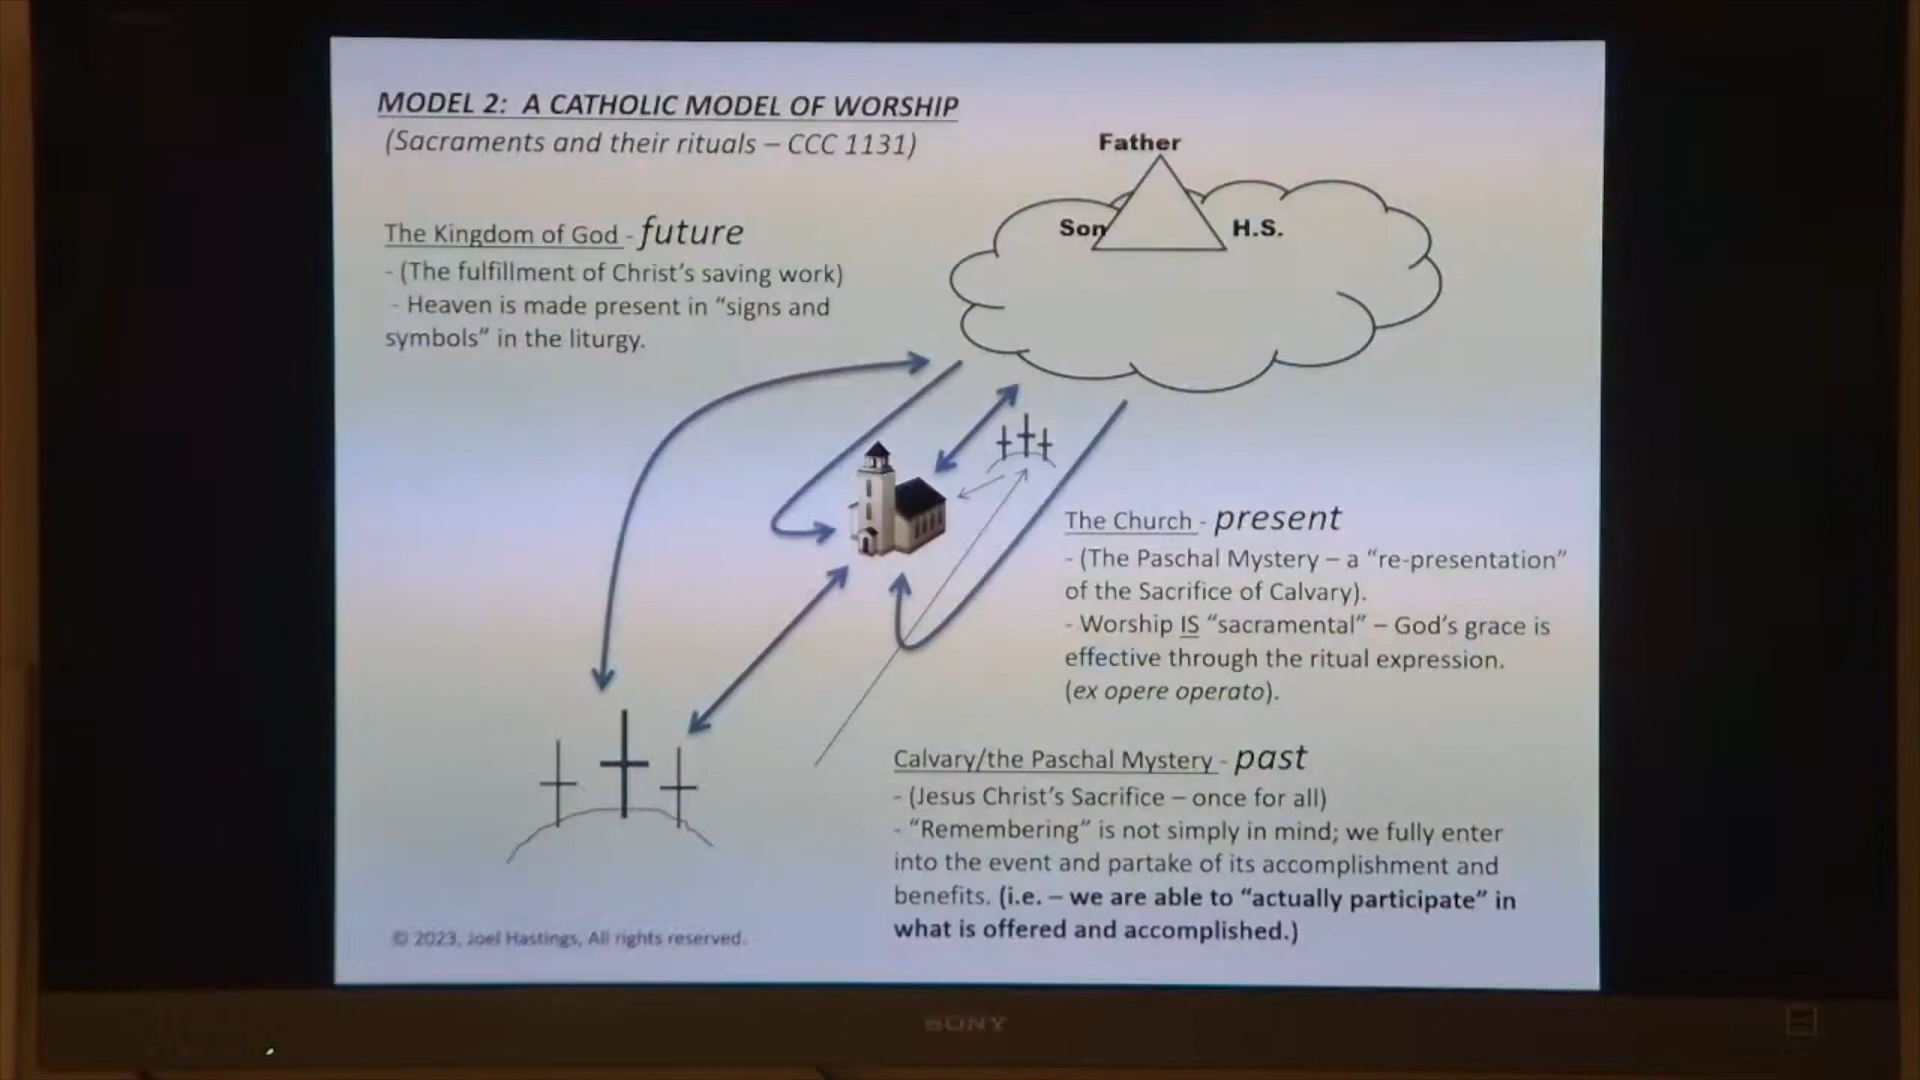 MODEL 2: A CATHOLIC MODEL OF WORSHIP
(Sacraments and their rituals – CCC 1131)
Father
Son
H.S.
The Kingdom of God - future
- (The fulfillment of Christ's saving work)
- Heaven is made present in “signs and
symbols” in the liturgy.
The Church - present
- (The Paschal Mystery – a “re-presentation”
of the Sacrifice of Calvary).
- Worship IS “sacramental” – God's grace is
effective through the ritual expression.
(ex opere operato).
Calvary/the Paschal Mystery - past
- (Jesus Christ's Sacrifice – once for all)
- “Remembering” is not simply in mind; we fully enter
into the event and partake of its accomplishment and
benefits. (i.e. – we are able to “actually participate” in
what is offered and accomplished.)
© 2023, Joel Hastings, All rights reserved.
SONY